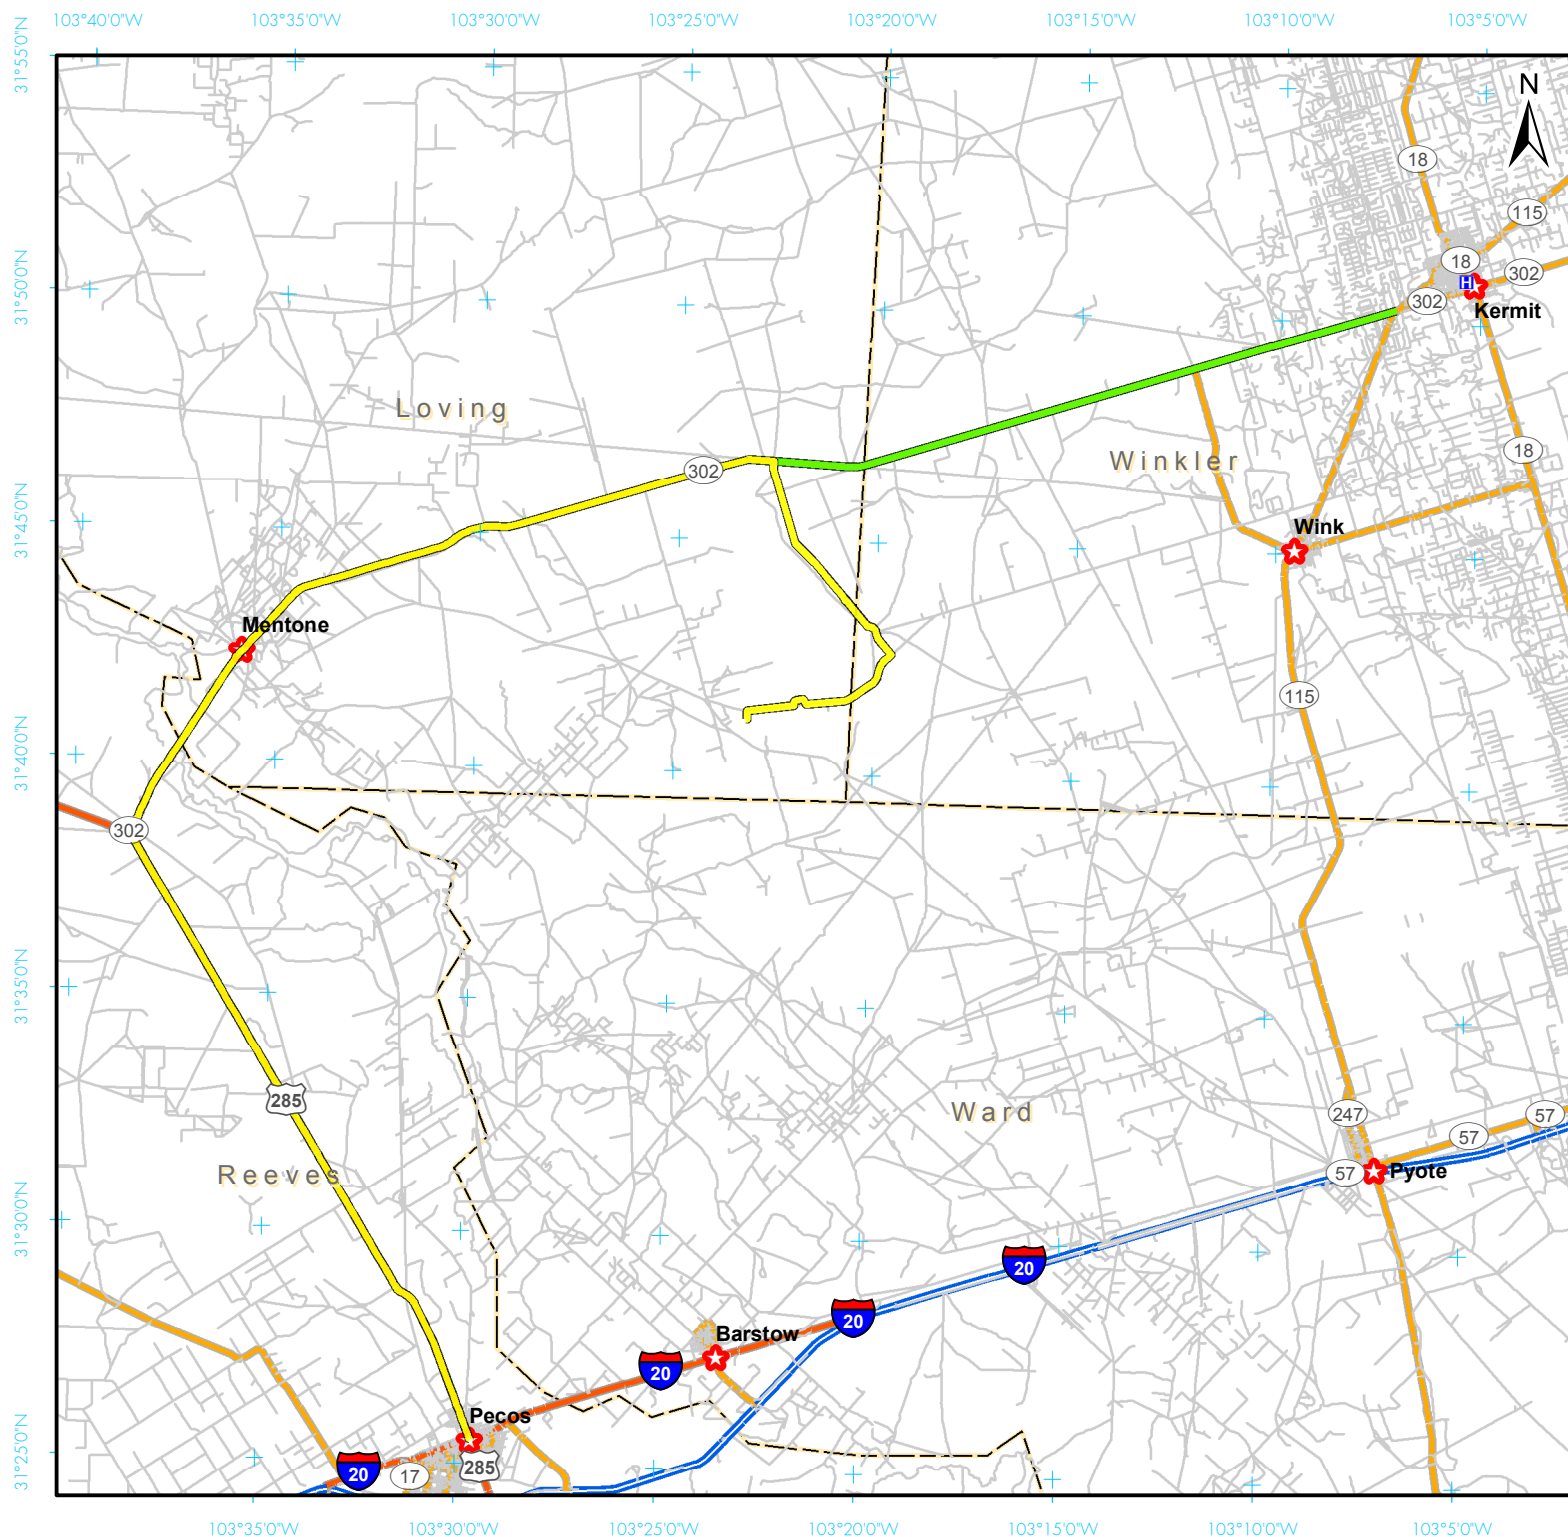 103°40'0"W 103°35'0"W 103°30'0"W 103°25'0"W 103°20'0"W 103°15'0"W 103°10'0"W 103°5'0"W
31°55'0"N
N
18
115
18
302
H
302
Kermit
31°50'0"N
Loving
Winkler
18
302
31°45'0"N
Wink
Mentone
115
31°40'0"N
302
31°35'0"N
285
Ward
247
57
57
57
Pyote
Reeves
31°30'0"N
20
20
Barstow
20
Pecos
285
20
17
31°25'0"N
103°35'0"W 103°30'0"W 103°25'0"W 103°20'0"W 103°15'0"W 103°10'0"W 103°5'0"W